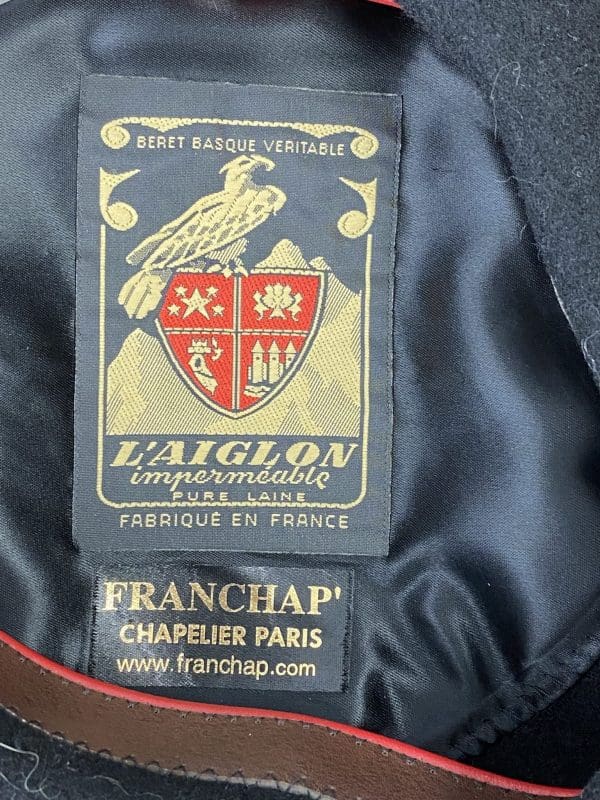 BERET BASQUE VERITABLE
L'AIGLON
imperméable
PURE LAINE
FABRIQUÉ EN FRANCE
FRANCHAP'
CHAPELIER PARIS
www.franchap.com